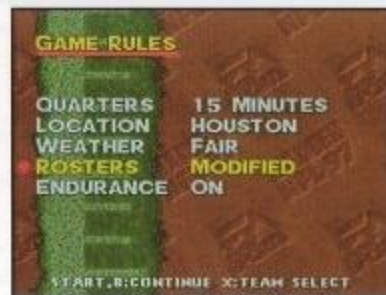 GAME RULES
QUARTERS 15 MINUTES
LOCATION HOUSTON
WEATHER FAIR
ROSTERS MODIFIED
ENDURANCE ON
START,B:CONTINUE X:TEAM SELECT